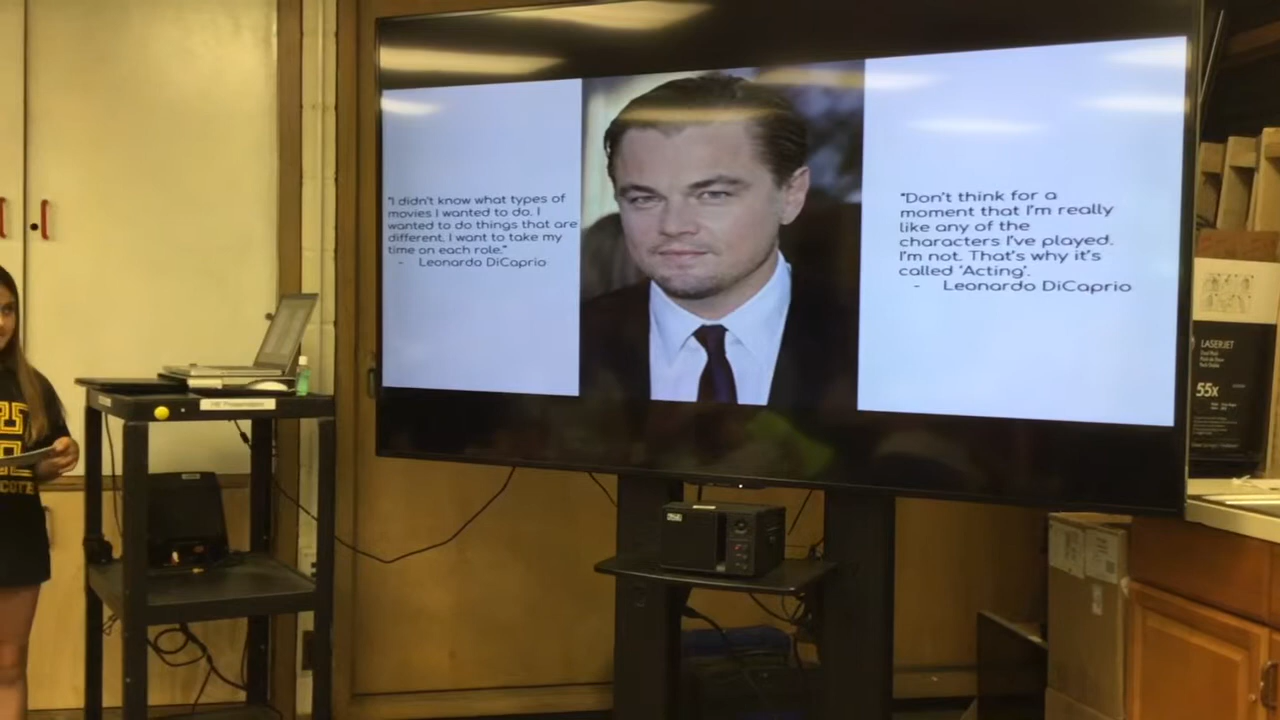 "I didn't know what types of
movies I wanted to do. I
wanted to do things that are
different. I want to take my
time on each role."
- Leonardo DiCaprio
"Don't think for a
moment that I'm really
like any of the
characters I've played.
I'm not. That's why it's
called 'Acting'.
- Leonardo DiCaprio
LASERJET
55x